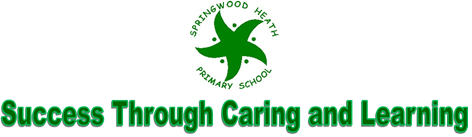 SPRINGWOOD HEATH
PRIMARY SCHOOL
Success Through Caring and Learning